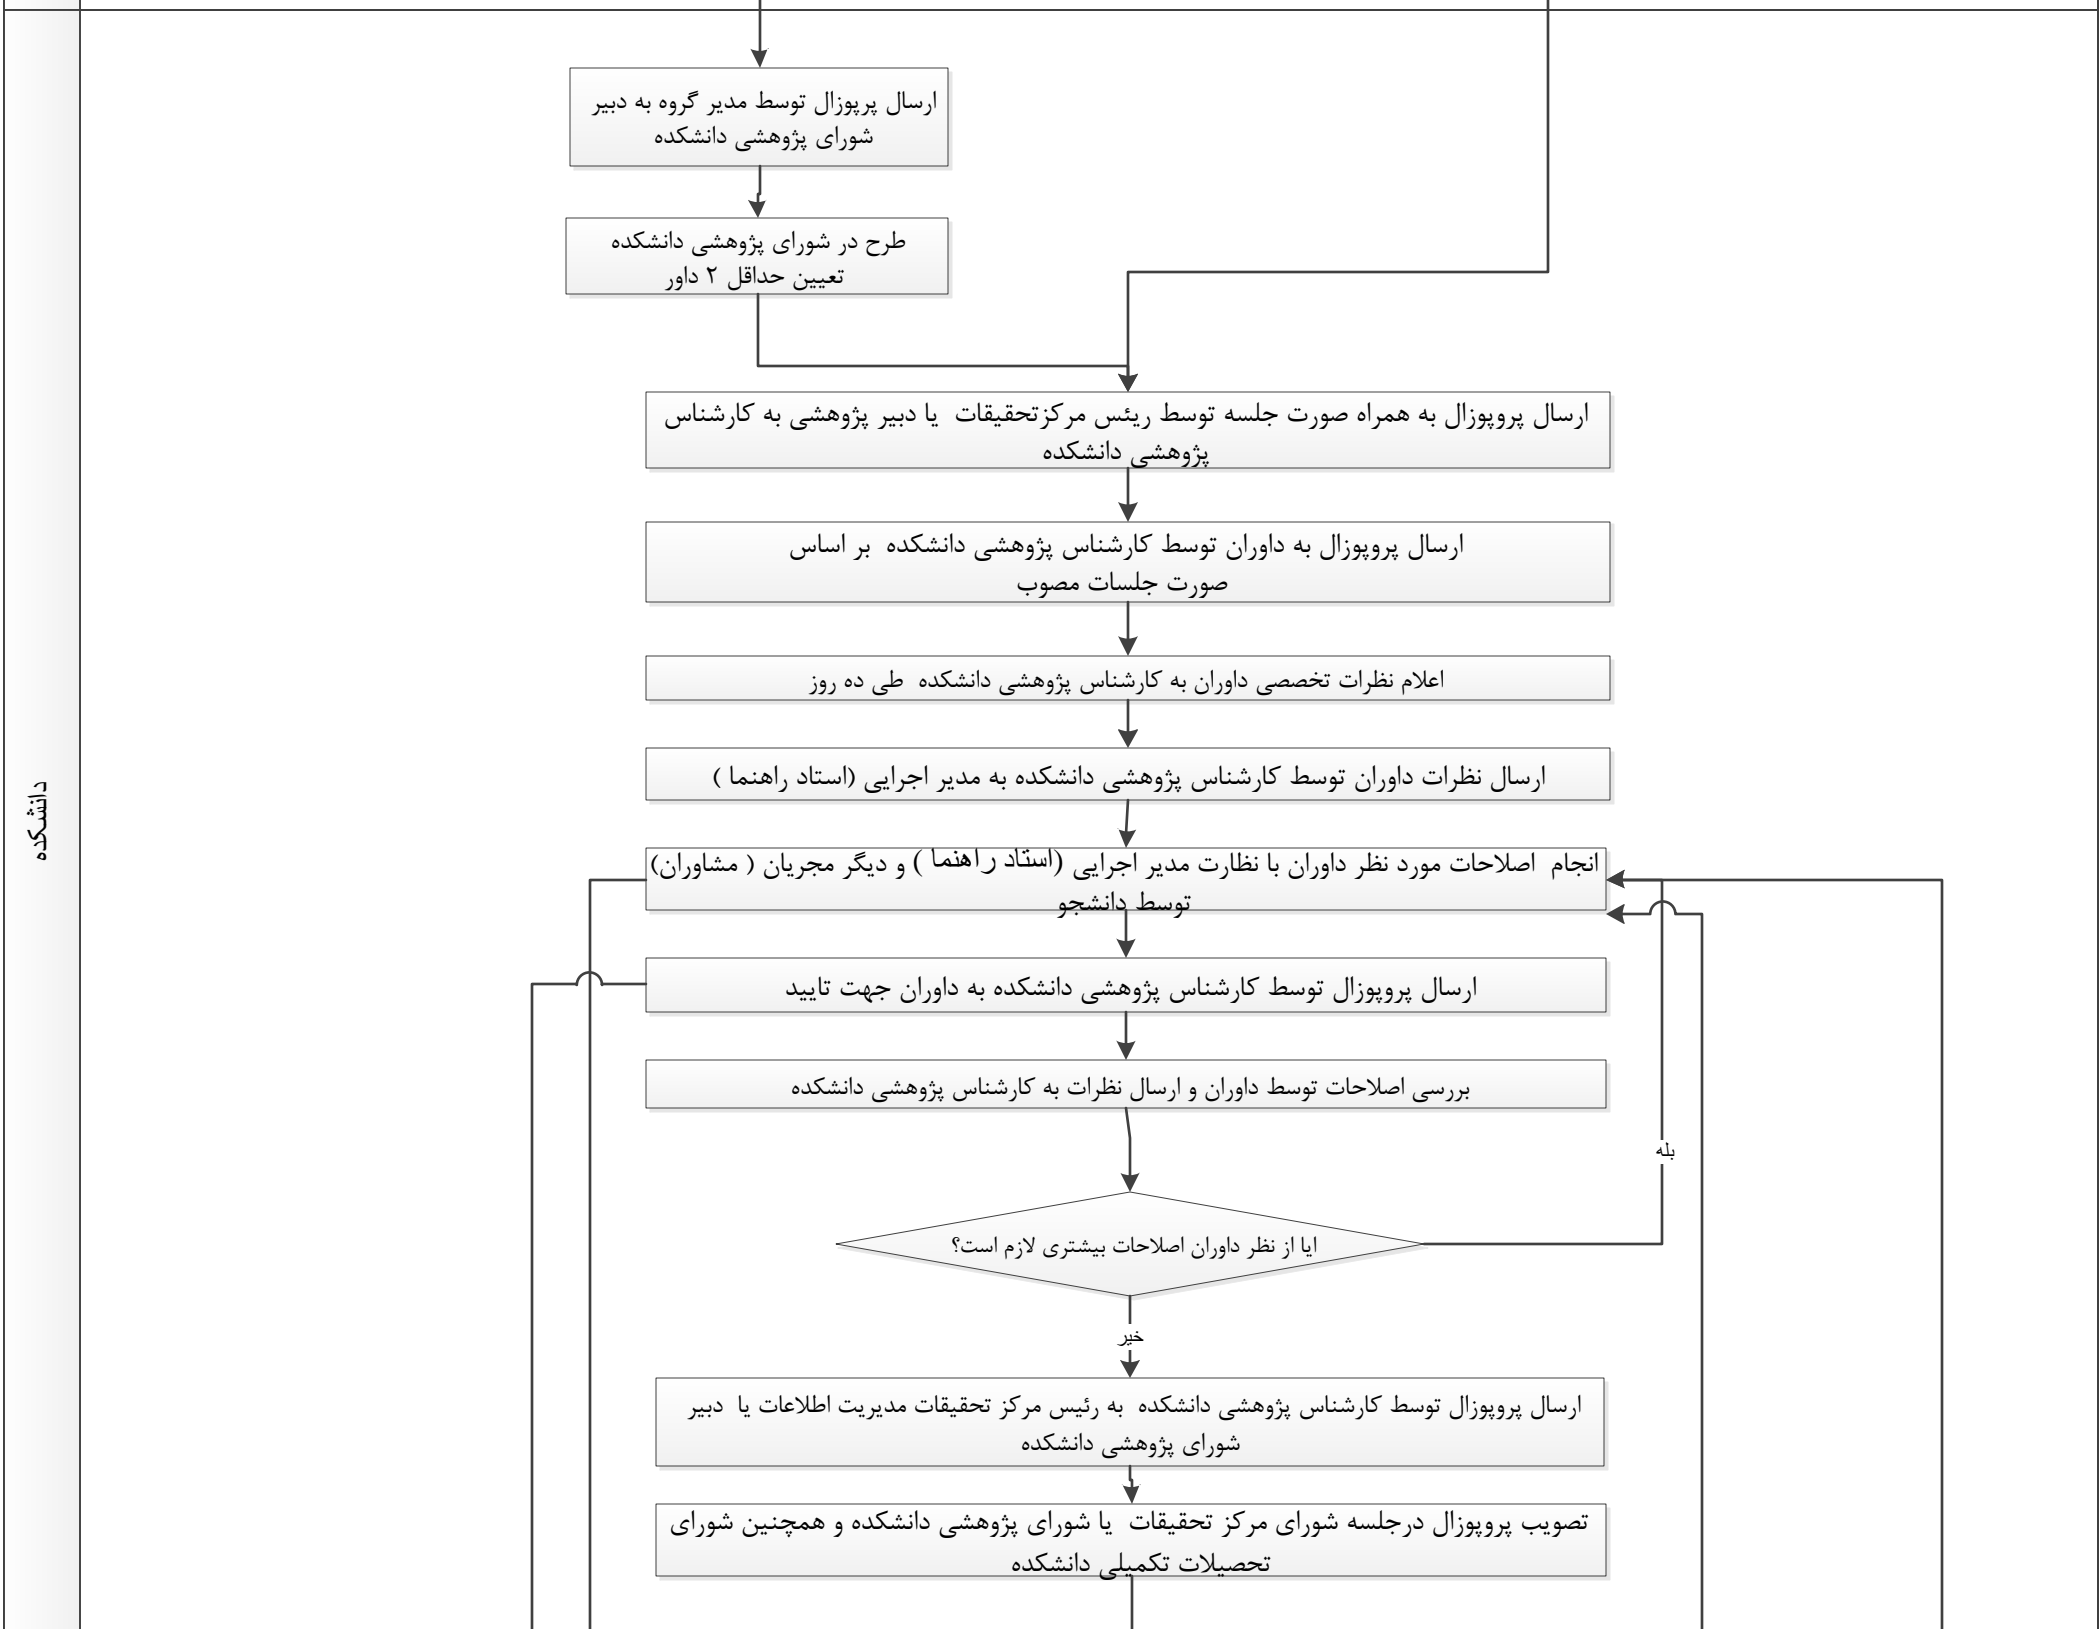 ارسال پرپوزال توسط مدیر گروه به دبیر
شورای پژوهشی دانشکده
طرح در شورای پژوهشی دانشکده
تعیین حداقل ۲ داور
ارسال پروپوزال به همراه صورت جلسه توسط ریئس مرکزتحقیقات یا دبیر پژوهشی به کارشناس
پژوهشی دانشکده
ارسال پروپوزال به داوران توسط کارشناس پژوهشی دانشکده بر اساس
صورت جلسات مصوب
اعلام نظرات تخصصی داوران به کارشناس پژوهشی دانشکده طی ده روز
ارسال نظرات داوران توسط کارشناس پژوهشی دانشکده به مدیر اجرایی (استاد راهنما )
انجام اصلاحات مورد نظر داوران با نظارت مدیر اجرایی (استاد راهنما ) و دیگر مجریان ( مشاوران)
توسط دانشجو
ارسال پروپوزال توسط کارشناس پژوهشی دانشکده به داوران جهت تایید
بررسی اصلاحات توسط داوران و ارسال نظرات به کارشناس پژوهشی دانشکده
بله
ایا از نظر داوران اصلاحات بیشتری لازم است؟
خیر
ارسال پروپوزال توسط کارشناس پژوهشی دانشکده به رئیس مرکز تحقیقات مدیریت اطلاعات یا دبیر
شورای پژوهشی دانشکده
تصویب پروپوزال درجلسه شورای مرکز تحقیقات یا شورای پژوهشی دانشکده و همچنین شورای
تحصیلات تکمیلی دانشکده
دانشکده